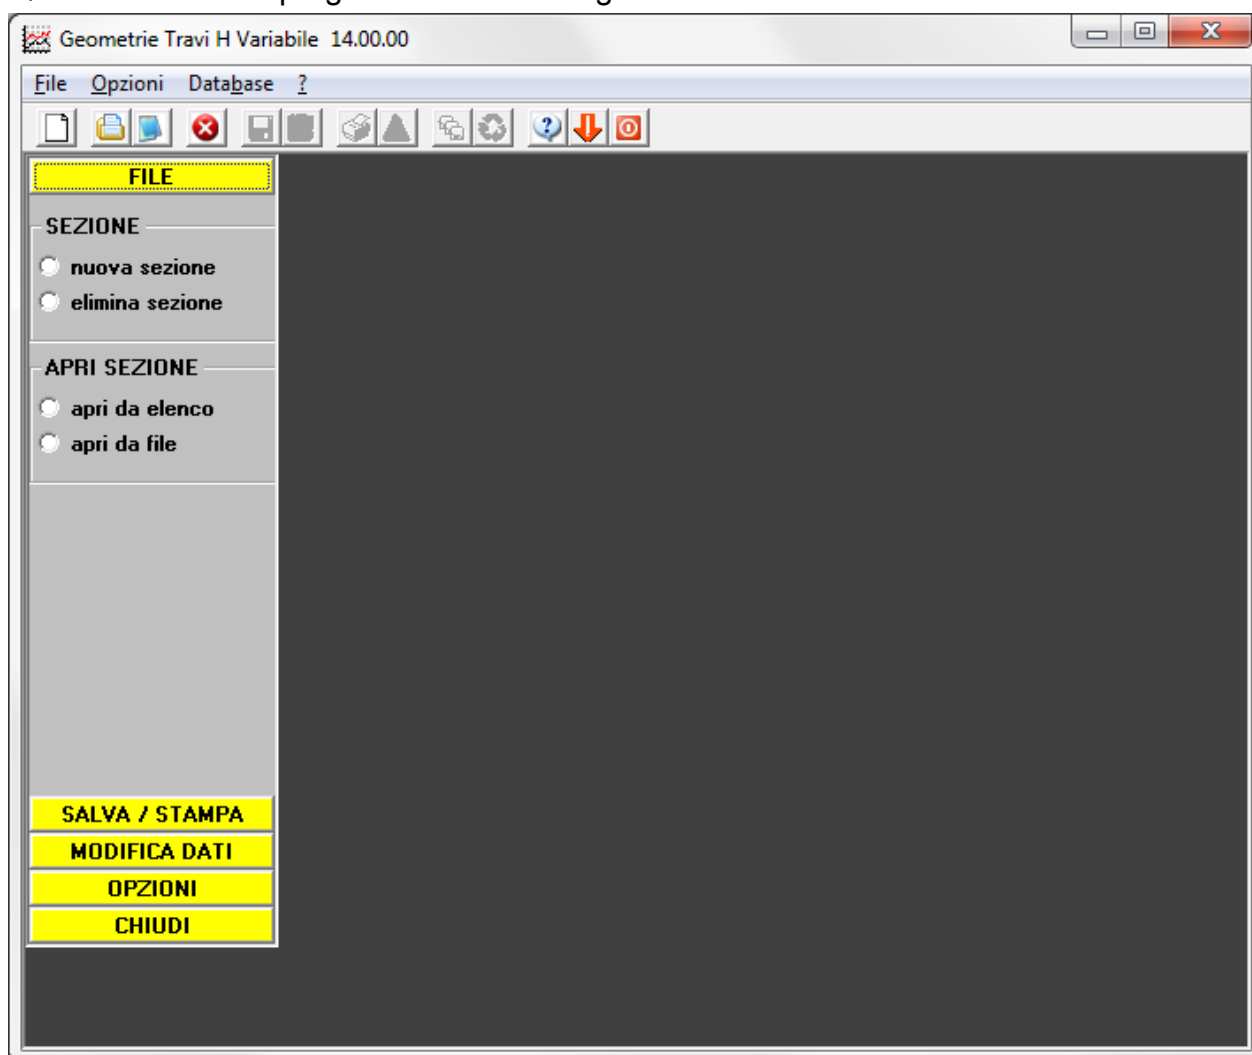 Geometrie Travi H Variabile 14.00.00
File Opzioni Database ?
FILE
SEZIONE
nuova sezione
elimina sezione
APRI SEZIONE
apri da elenco
apri da file
SALVA / STAMPA
MODIFICA DATI
OPZIONI
CHIUDI